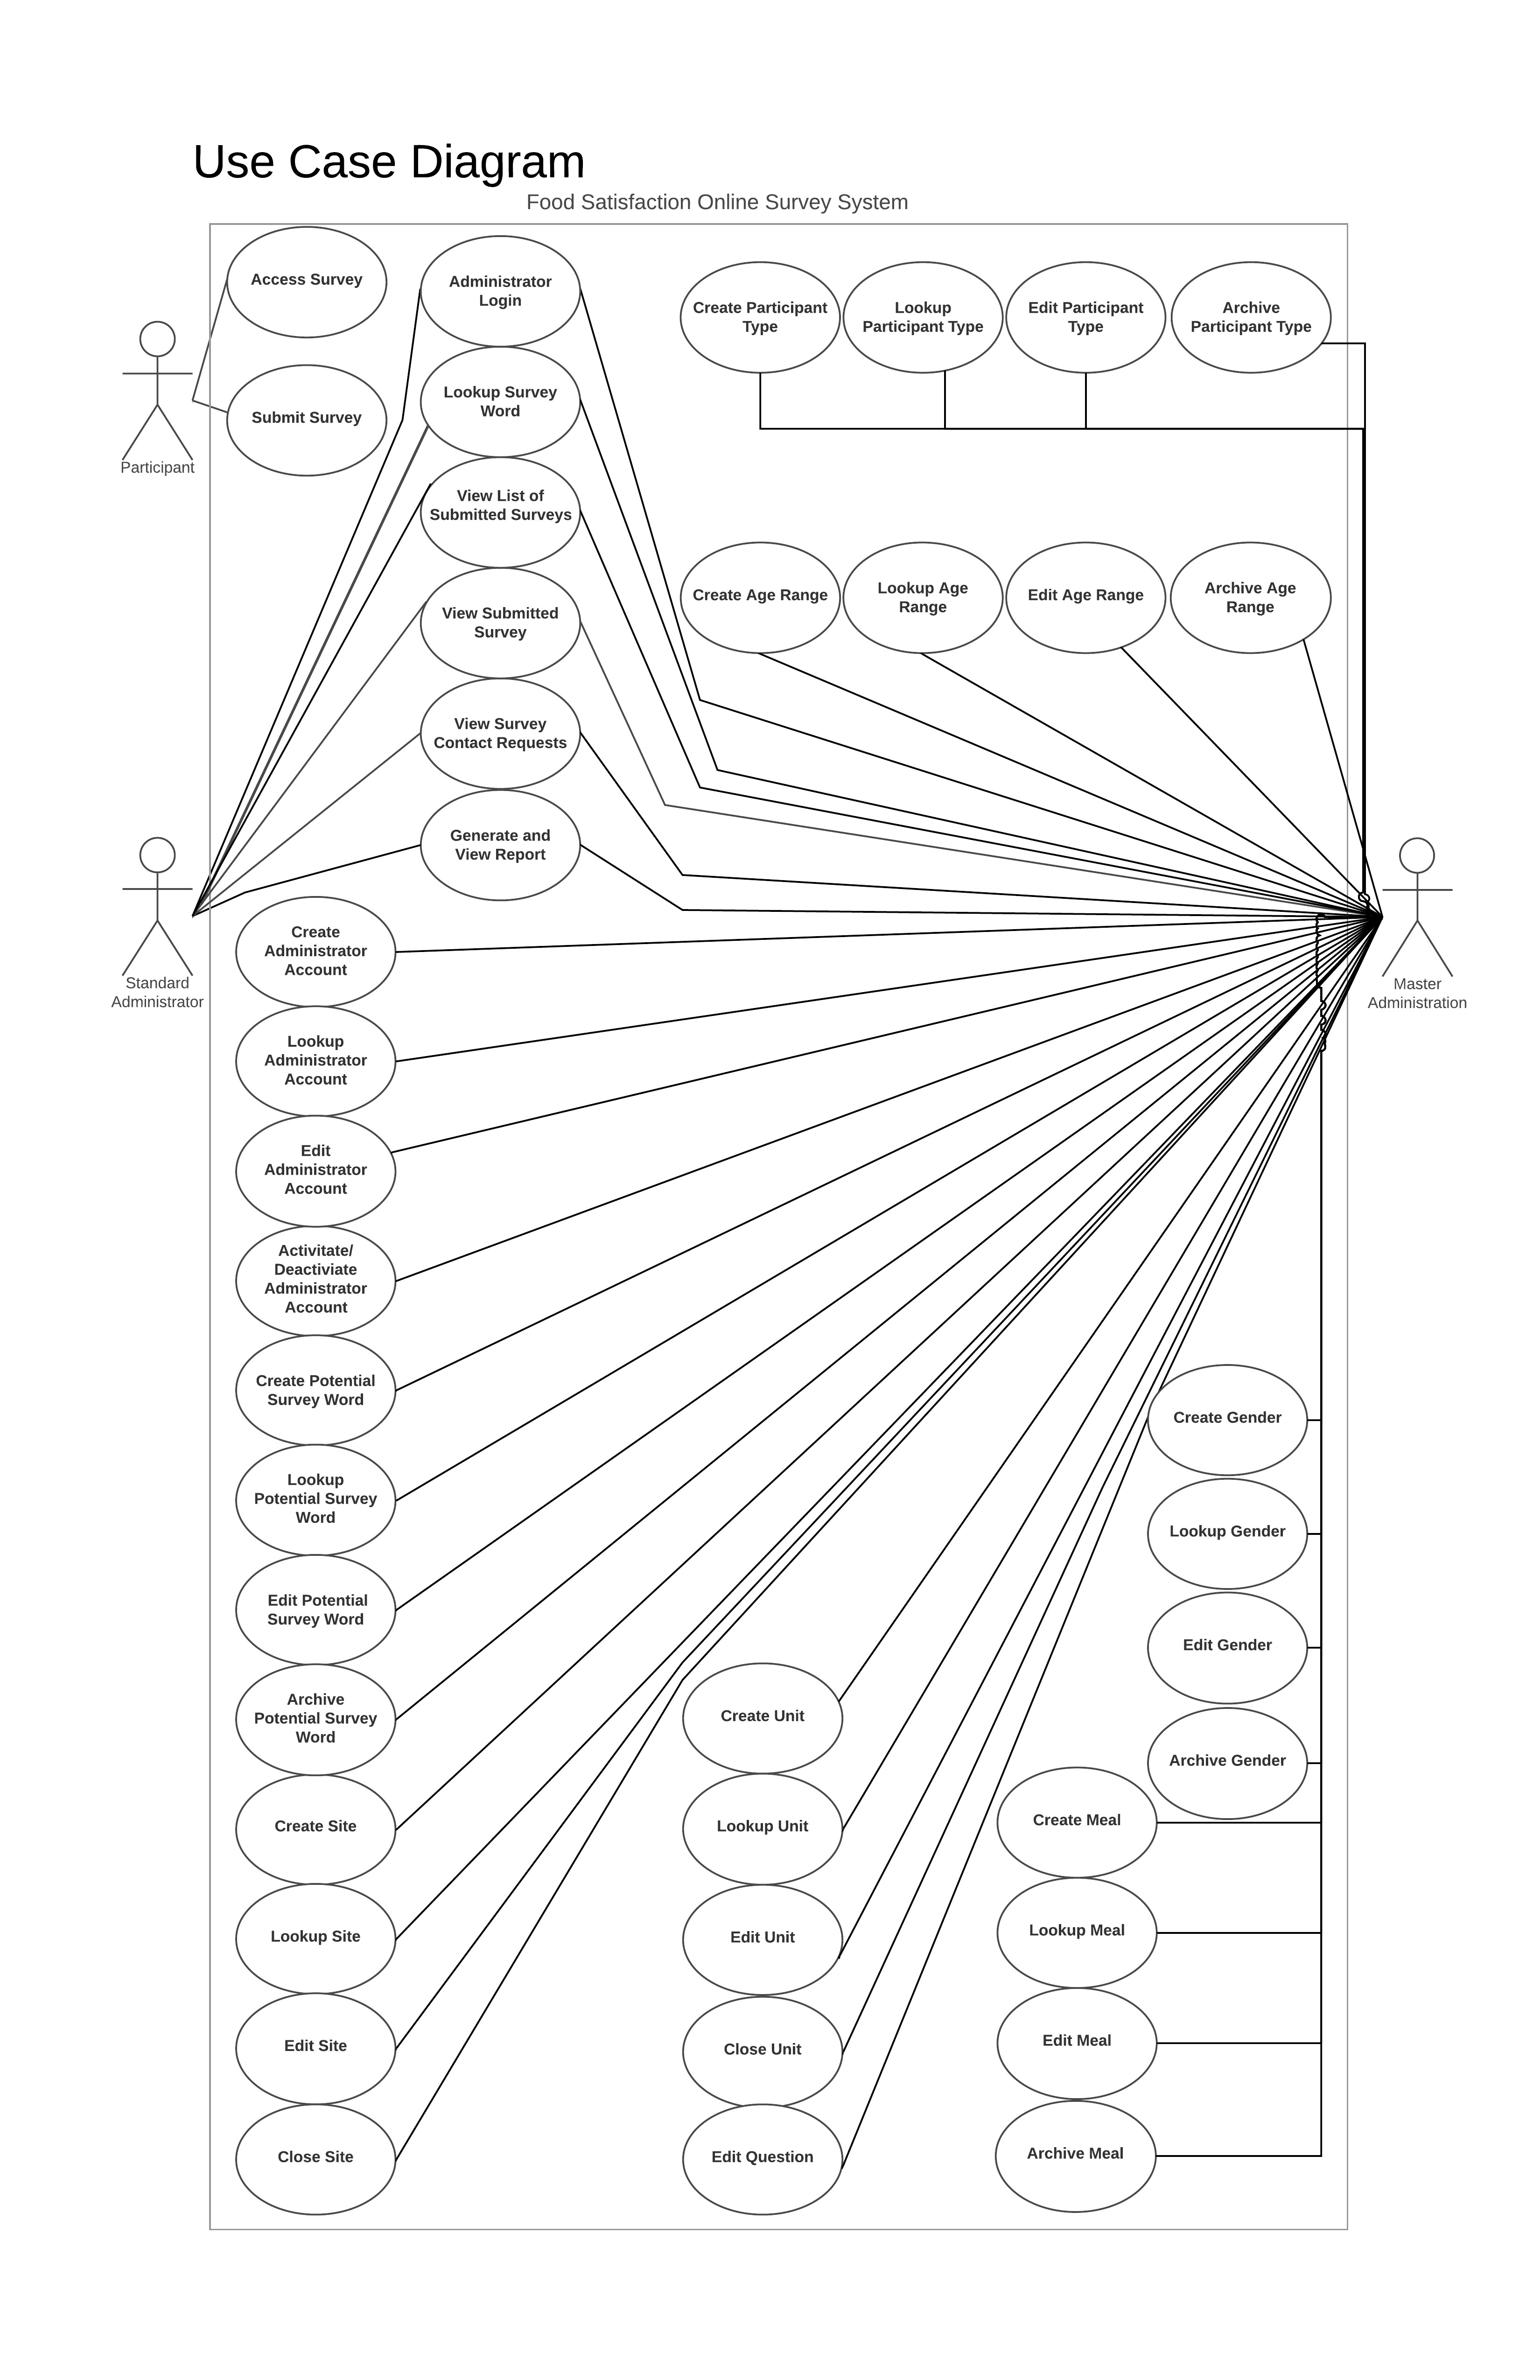 Use Case Diagram
Food Satisfaction Online Survey System
Access Survey
Submit Survey
Participant
Administrator
Login
Lookup Survey
Word
View List of
Submitted Surveys
View Submitted
Survey
View Survey
Contact Requests
Generate and
View Report
Create Participant
Type
Lookup
Participant Type
Edit Participant
Type
Archive
Participant Type
Create Age Range
Lookup Age
Range
Edit Age Range
Archive Age
Range
Standard
Administrator
Master
Administration
Create
Administrator
Account
Lookup
Administrator
Account
Edit
Administrator
Account
Activitate/
Deactiviate
Administrator
Account
Create Potential
Survey Word
Lookup
Potential Survey
Word
Edit Potential
Survey Word
Archive
Potential Survey
Word
Create Site
Lookup Site
Edit Site
Close Site
Create Unit
Lookup Unit
Edit Unit
Close Unit
Edit Question
Create Gender
Lookup Gender
Edit Gender
Archive Gender
Create Meal
Lookup Meal
Edit Meal
Archive Meal